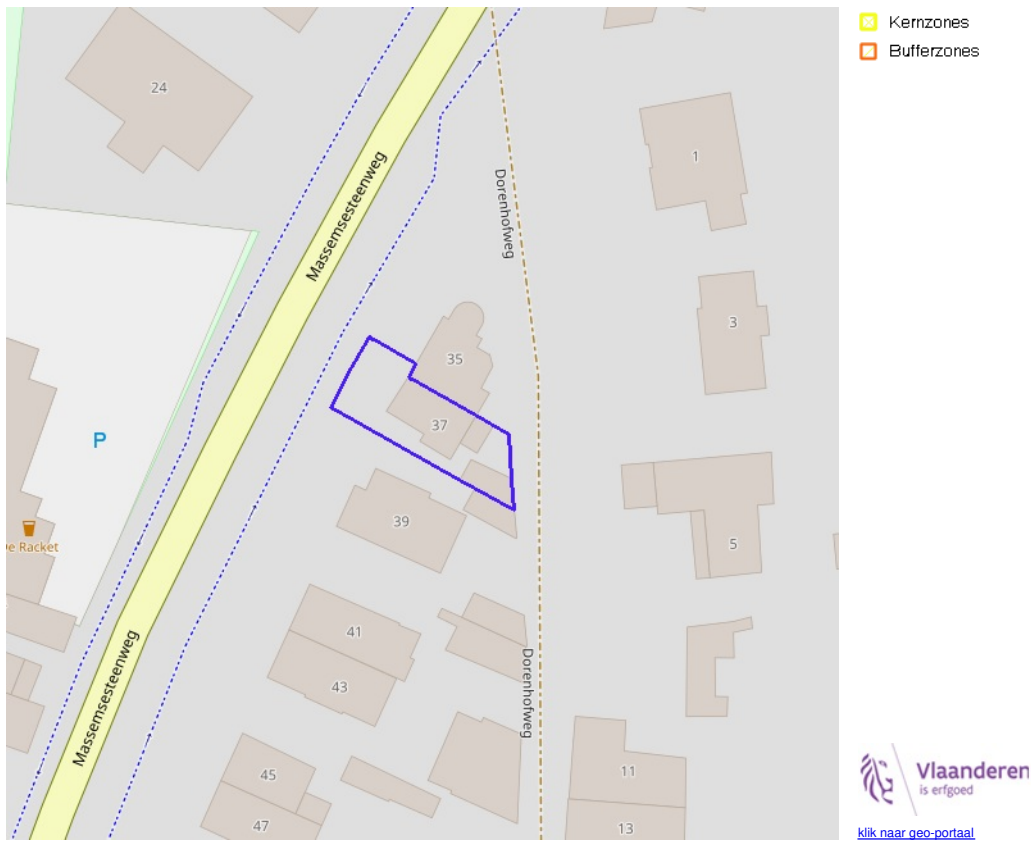 Kernzones
Bufferzones
24
1
Massemsesteenweg
Dorenhofweg
3
35
37
P
39
5
De Racket
41
43
Massemsesteenweg
Dorenhofweg
45
47
11
13
Vlaanderen
is erfgoed
klik naar geo-portaal